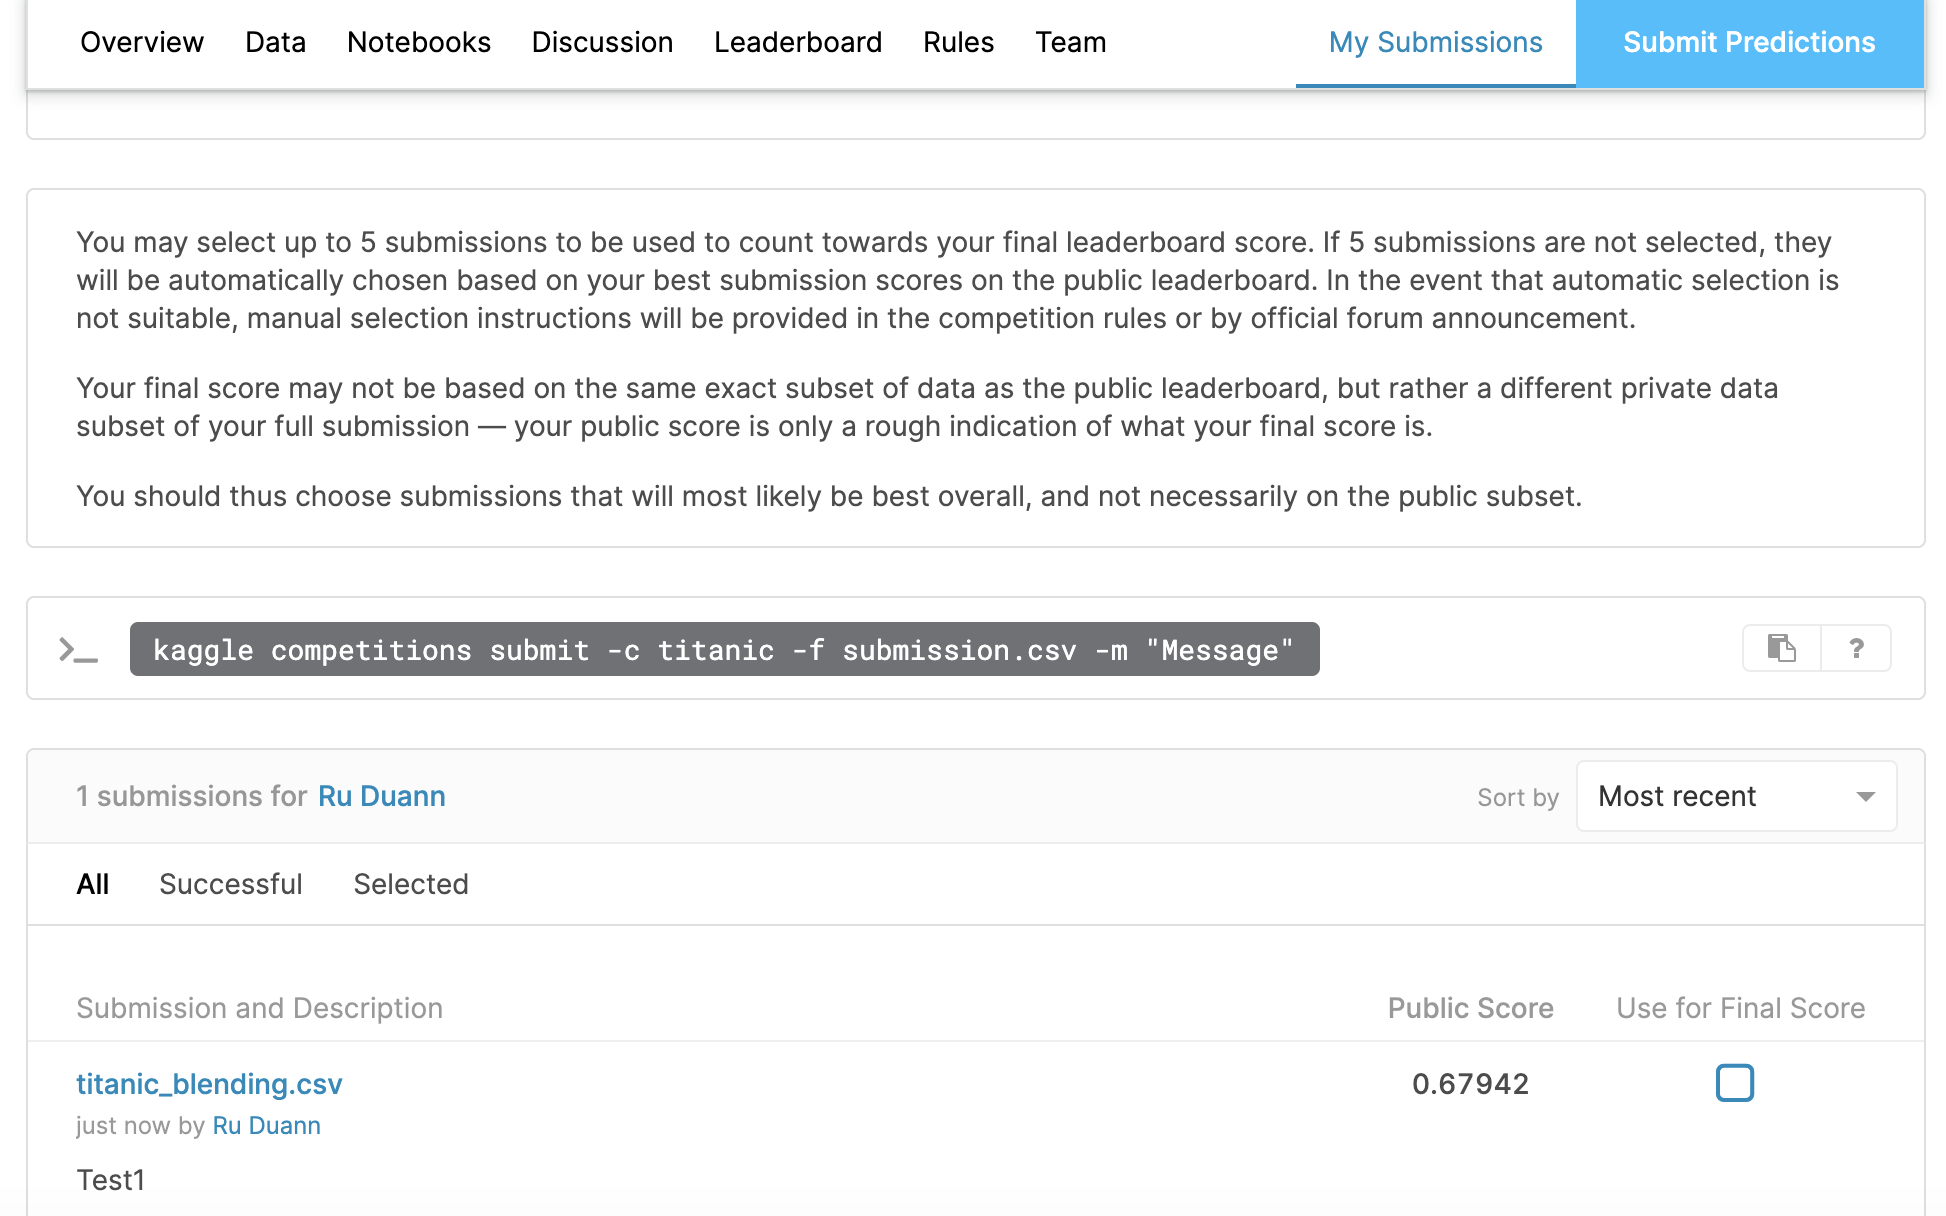 Overview Data Notebooks Discussion Leaderboard Rules Team My Submissions Submit Predictions
You may select up to 5 submissions to be used to count towards your final leaderboard score. If 5 submissions are not selected, they
will be automatically chosen based on your best submission scores on the public leaderboard. In the event that automatic selection is
not suitable, manual selection instructions will be provided in the competition rules or by official forum announcement.
Your final score may not be based on the same exact subset of data as the public leaderboard, but rather a different private data
subset of your full submission — your public score is only a rough indication of what your final score is.
You should thus choose submissions that will most likely be best overall, and not necessarily on the public subset.
>_ kaggle competitions submit -c titanic -f submission.csv -m "Message" ?
1 submissions for Ru Duann Sort by Most recent
All Successful Selected
Submission and Description Public Score Use for Final Score
titanic_blending.csv 0.67942
just now by Ru Duann
Test1